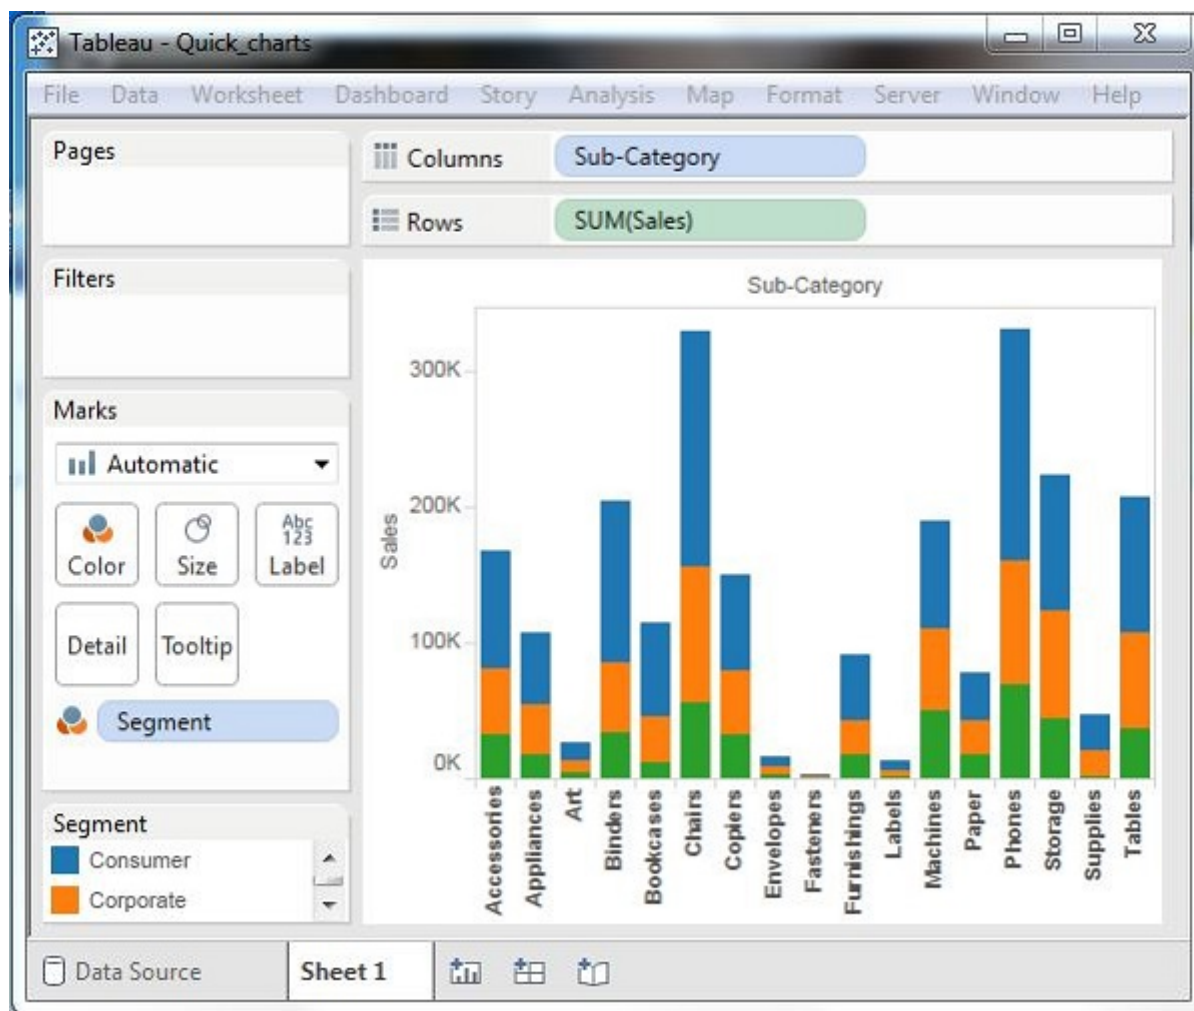 Tableau - Quick_charts
File Data Worksheet Dashboard Story Analysis Map Format Server Window Help
Pages
Columns Sub-Category
Rows SUM(Sales)
Filters
Marks
Automatic
Color
Size
Abc
123
Label
Detail
Tooltip
Segment
Segment
Consumer
Corporate
Sub-Category
Sales
300K
200K
100K
0K
Accessories
Appliances
Art
Binders
Bookcases
Chairs
Copiers
Envelopes
Fasteners
Furnishings
Labels
Machines
Paper
Phones
Storage
Supplies
Tables
Data Source
Sheet 1